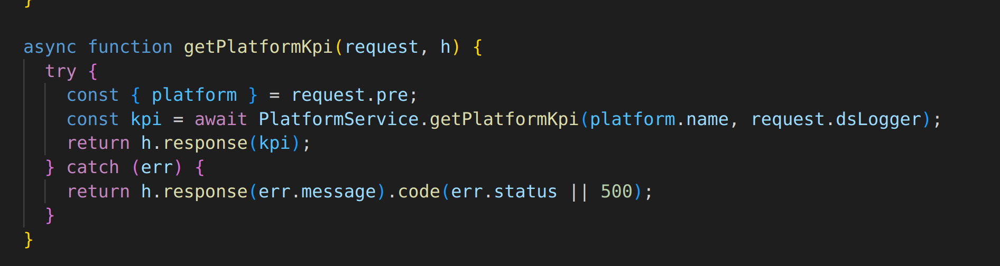 }
async function getPlatformKpi(request, h) {
  try {
    const { platform } = request.pre;
    const kpi = await PlatformService.getPlatformKpi(platform.name, request.dsLogger);
    return h.response(kpi);
  } catch (err) {
    return h.response(err.message).code(err.status || 500);
  }
}